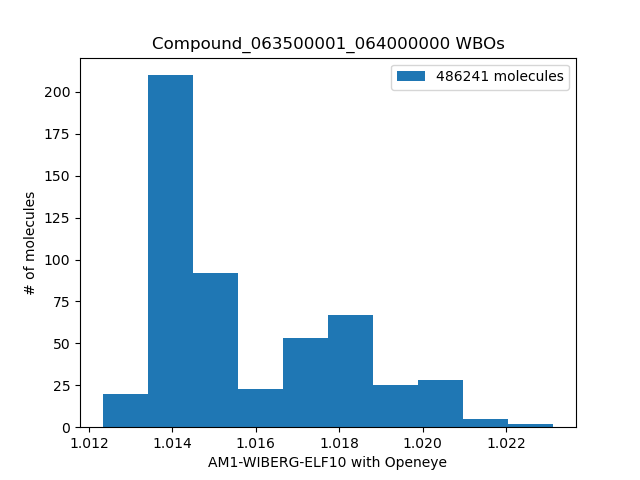 Compound_063500001_064000000 WBOs
486241 molecules
200
175
150
125
100
75
50
25
0
# of molecules
1.012 1.014 1.016 1.018 1.020 1.022
AM1-WIBERG-ELF10 with Openeye